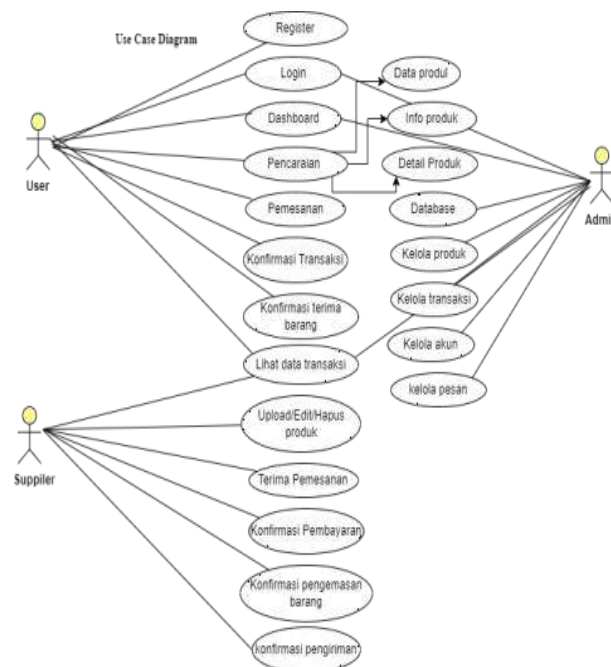 Use Case Diagram
Register
Login
Data produl
Dashboard
Info produk
Pencaraian
Detail Produk
User
Admi
Pemesanan
Database
Konfirmasi Transaksi
Kelola produk
Konfirmasi terima
barang
Kelola transaksi
Lihat data transaksi
Kelola akun
kelola pesan
Upload/Edit/Hapus
produk
Suppiler
Terima Pemesanan
Konfirmasi Pembayaran
Konfirmasi pengemasan
barang
konfirmasi pengiriman